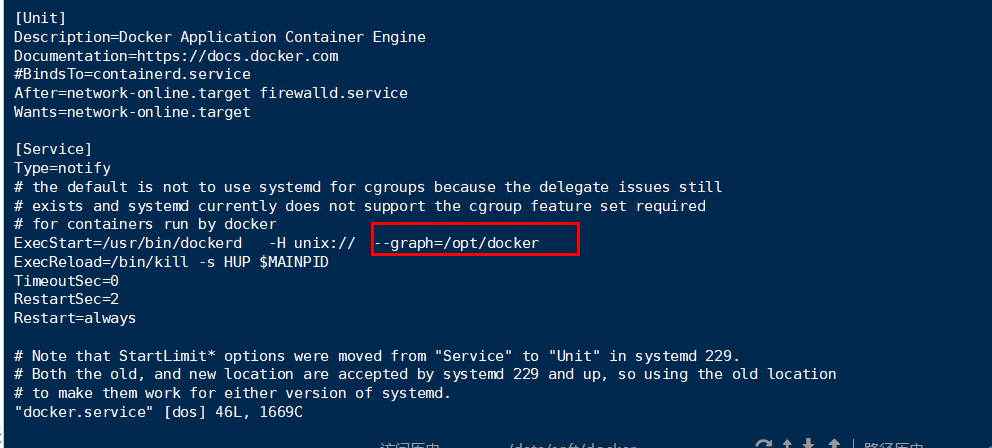 [Unit]
Description=Docker Application Container Engine
Documentation=https://docs.docker.com
#BindsTo=containerd.service
After=network-online.target firewalld.service
Wants=network-online.target
[Service]
Type=notify
# the default is not to use systemd for cgroups because the delegate issues still
# exists and systemd currently does not support the cgroup feature set required
# for containers run by docker
ExecStart=/usr/bin/dockerd   -H unix://  --graph=/opt/docker
ExecReload=/bin/kill -s HUP $MAINPID
TimeoutSec=0
RestartSec=2
Restart=always
# Note that StartLimit* options were moved from "Service" to "Unit" in systemd 229.
# Both the old, and new location are accepted by systemd 229 and up, so using the old location
# to make them work for either version of systemd.
"docker.service" [dos] 46L, 1669C